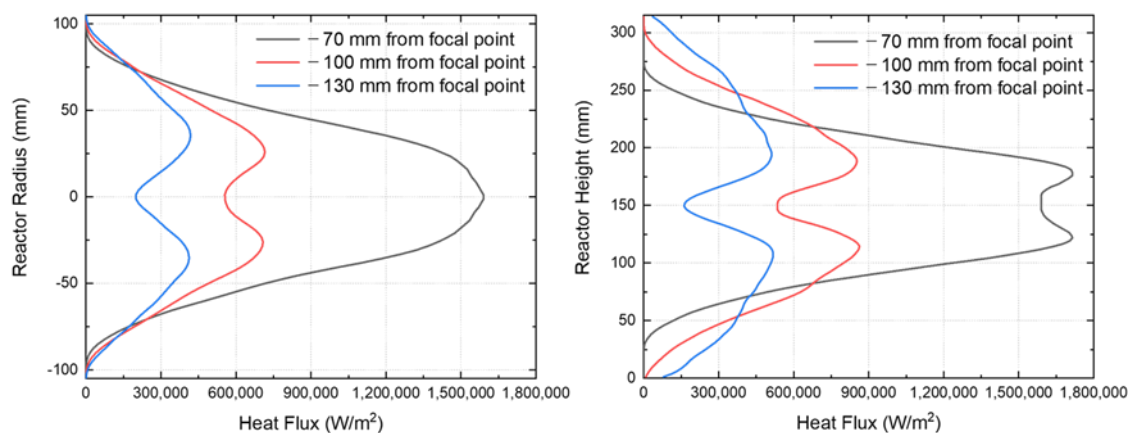 − 70 mm from focal point
− 100 mm from focal point
− 130 mm from focal point
100
50
0
-50
-100
Reactor Radius (mm)
0
300,000
600,000
900,000
1,200,000
1,500,000
1,800,000
Heat Flux (W/m²)
− 70 mm from focal point
− 100 mm from focal point
− 130 mm from focal point
300
250
200
150
100
50
0
Reactor Height (mm)
0
300,000
600,000
900,000
1,200,000
1,500,000
1,800,000
Heat Flux (W/m²)